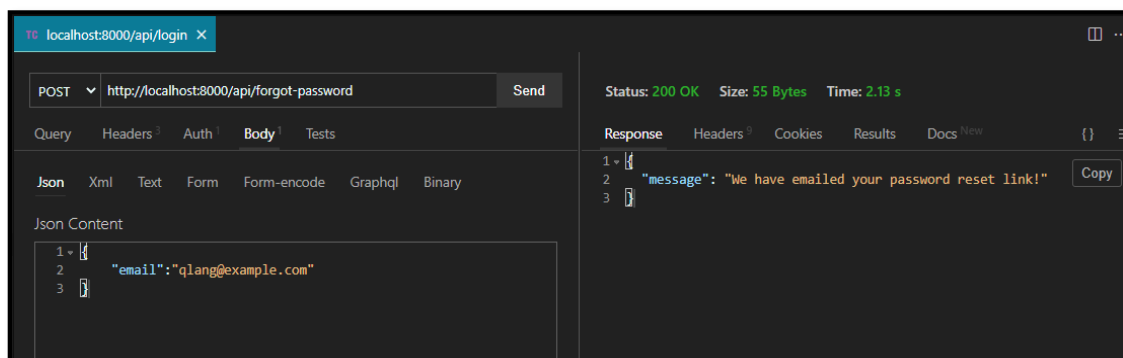 TC localhost:8000/api/login ×
POST http://localhost:8000/api/forgot-password Send
Query Headers 3 Auth 1 Body 1 Tests
Json Xml Text Form Form-encode Graphql Binary
Json Content
1 {
2 "email":"qlang@example.com"
3 }
Status: 200 OK Size: 55 Bytes Time: 2.13 s
Response Headers 9 Cookies Results Docs New {}
1 {
2 "message": "We have emailed your password reset link!"
3 }
Copy